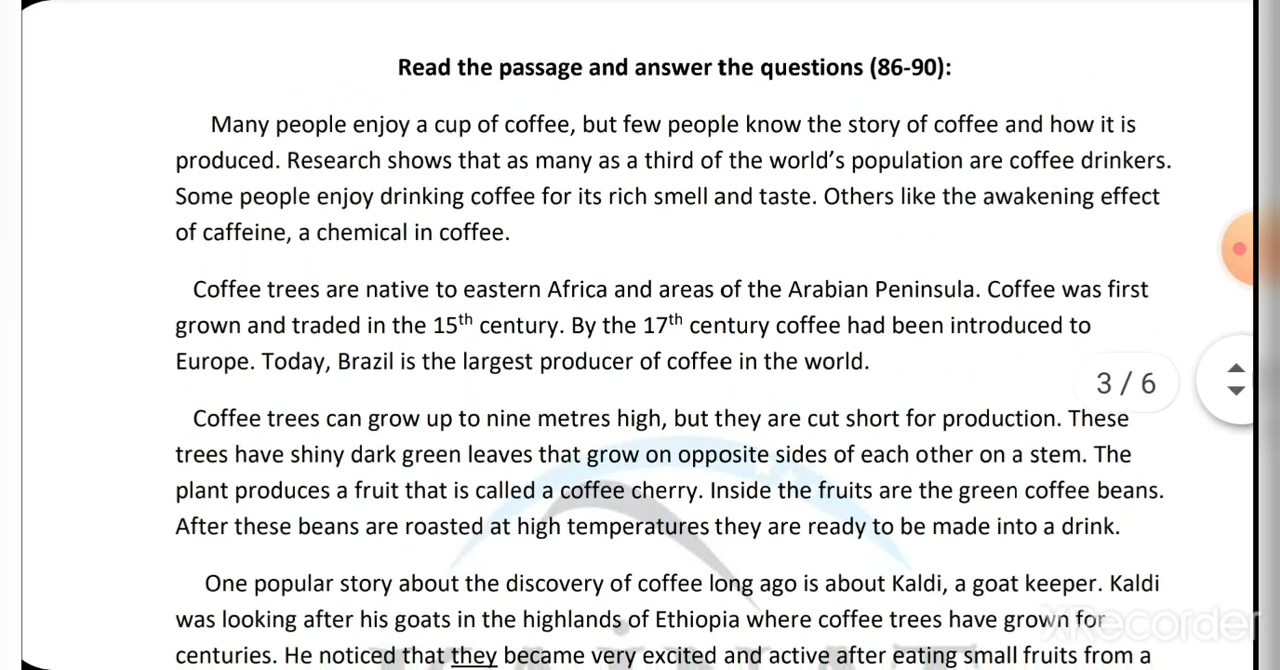 Read the passage and answer the questions (86-90):
Many people enjoy a cup of coffee, but few people know the story of coffee and how it is
produced. Research shows that as many as a third of the world’s population are coffee drinkers.
Some people enjoy drinking coffee for its rich smell and taste. Others like the awakening effect
of caffeine, a chemical in coffee.
Coffee trees are native to eastern Africa and areas of the Arabian Peninsula. Coffee was first
grown and traded in the 15th century. By the 17th century coffee had been introduced to
Europe. Today, Brazil is the largest producer of coffee in the world.
3 / 6
Coffee trees can grow up to nine metres high, but they are cut short for production. These
trees have shiny dark green leaves that grow on opposite sides of each other on a stem. The
plant produces a fruit that is called a coffee cherry. Inside the fruits are the green coffee beans.
After these beans are roasted at high temperatures they are ready to be made into a drink.
One popular story about the discovery of coffee long ago is about Kaldi, a goat keeper. Kaldi
was looking after his goats in the highlands of Ethiopia where coffee trees have grown for
centuries. He noticed that they became very excited and active after eating small fruits from a
XRecorder